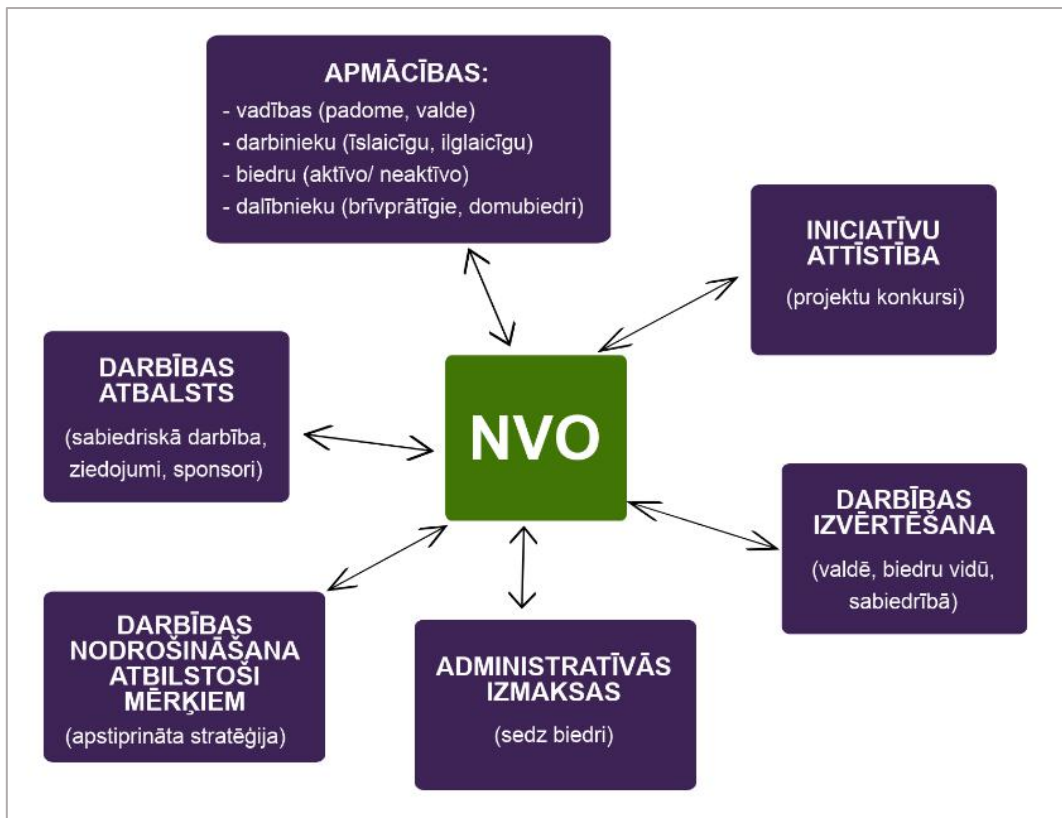 APMĀCĪBAS:
- vadības (padome, valde)
- darbinieku (īslaicīgu, ilglaicīgu)
- biedru (aktīvo/ neaktīvo)
- dalībnieku (brīvprātīgie, domubiedri)
INICIATĪVU
ATTĪSTĪBA
(projektu konkursi)
DARBĪBAS
ATBALSTS
(sabiedriskā darbība,
ziedojumi, sponsori)
NVO
DARBĪBAS
IZVĒRTĒŠANA
(valdē, biedru vidū,
sabiedrībā)
DARBĪBAS
NODROŠINĀŠANA
ATBILSTOŠI
MĒRĶIEM
(apstiprināta stratēģija)
ADMINISTRATĪVĀS
IZMAKSAS
(sedz biedri)